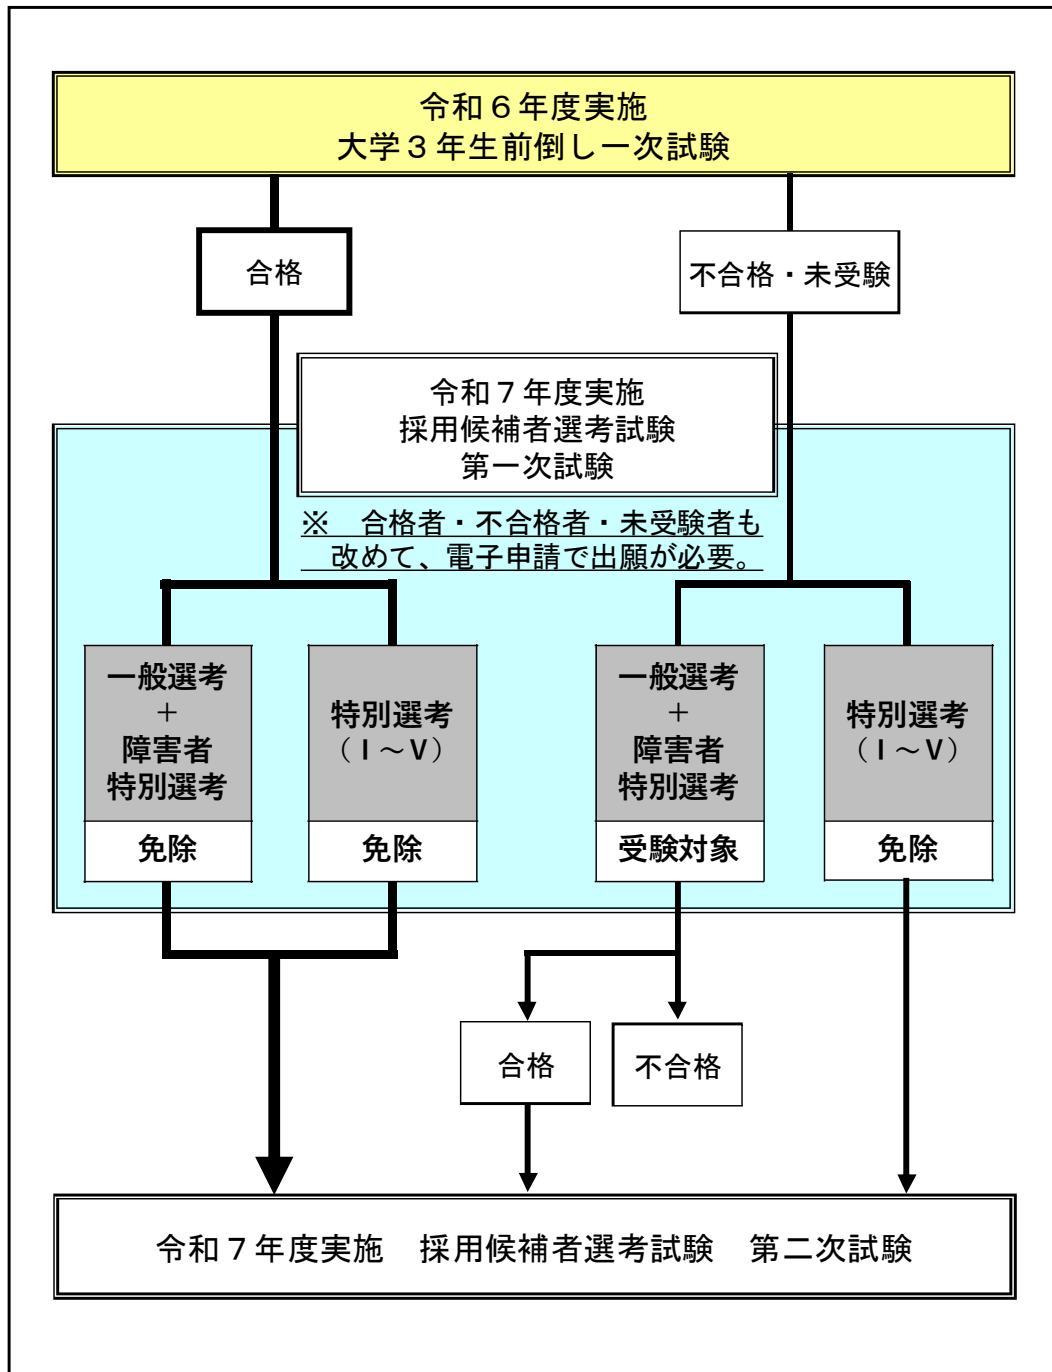 令和６年度実施
大学３年生前倒し一次試験
合格
不合格・未受験
令和７年度実施
採用候補者選考試験
第一次試験
※　合格者・不合格者・未受験者も
改めて、電子申請で出願が必要。
一般選考
＋
障害者
特別選考
免除
特別選考
（Ⅰ～Ⅴ）
免除
一般選考
＋
障害者
特別選考
受験対象
特別選考
（Ⅰ～Ⅴ）
免除
合格
不合格
令和７年度実施　採用候補者選考試験　第二次試験